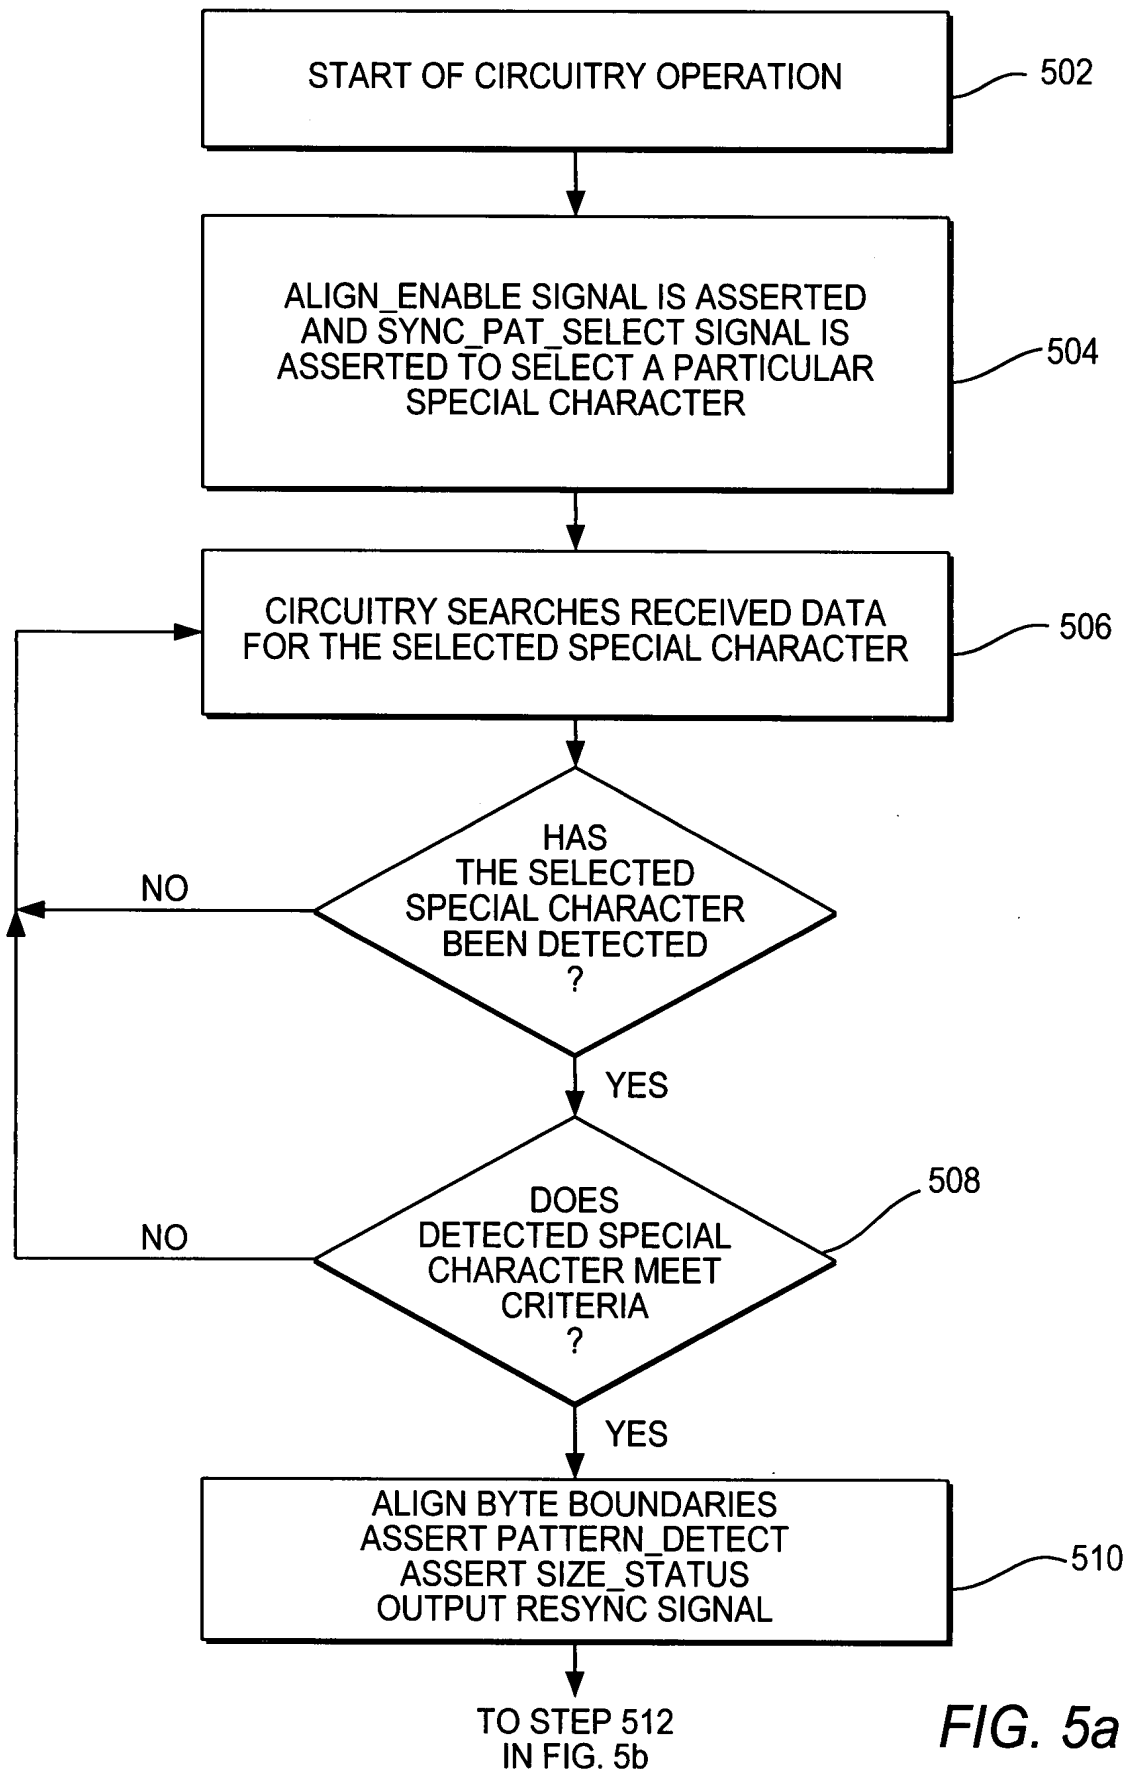 START OF CIRCUITRY OPERATION
502
ALIGN_ENABLE SIGNAL IS ASSERTED
AND SYNC_PAT_SELECT SIGNAL IS
ASSERTED TO SELECT A PARTICULAR
SPECIAL CHARACTER
504
CIRCUITRY SEARCHES RECEIVED DATA
FOR THE SELECTED SPECIAL CHARACTER
506
HAS
THE SELECTED
SPECIAL CHARACTER
BEEN DETECTED
?
NO
YES
DOES
DETECTED SPECIAL
CHARACTER MEET
CRITERIA
?
508
NO
YES
ALIGN BYTE BOUNDARIES
ASSERT PATTERN_DETECT
ASSERT SIZE_STATUS
OUTPUT RESYNC SIGNAL
510
TO STEP 512
IN FIG. 5b
FIG. 5a